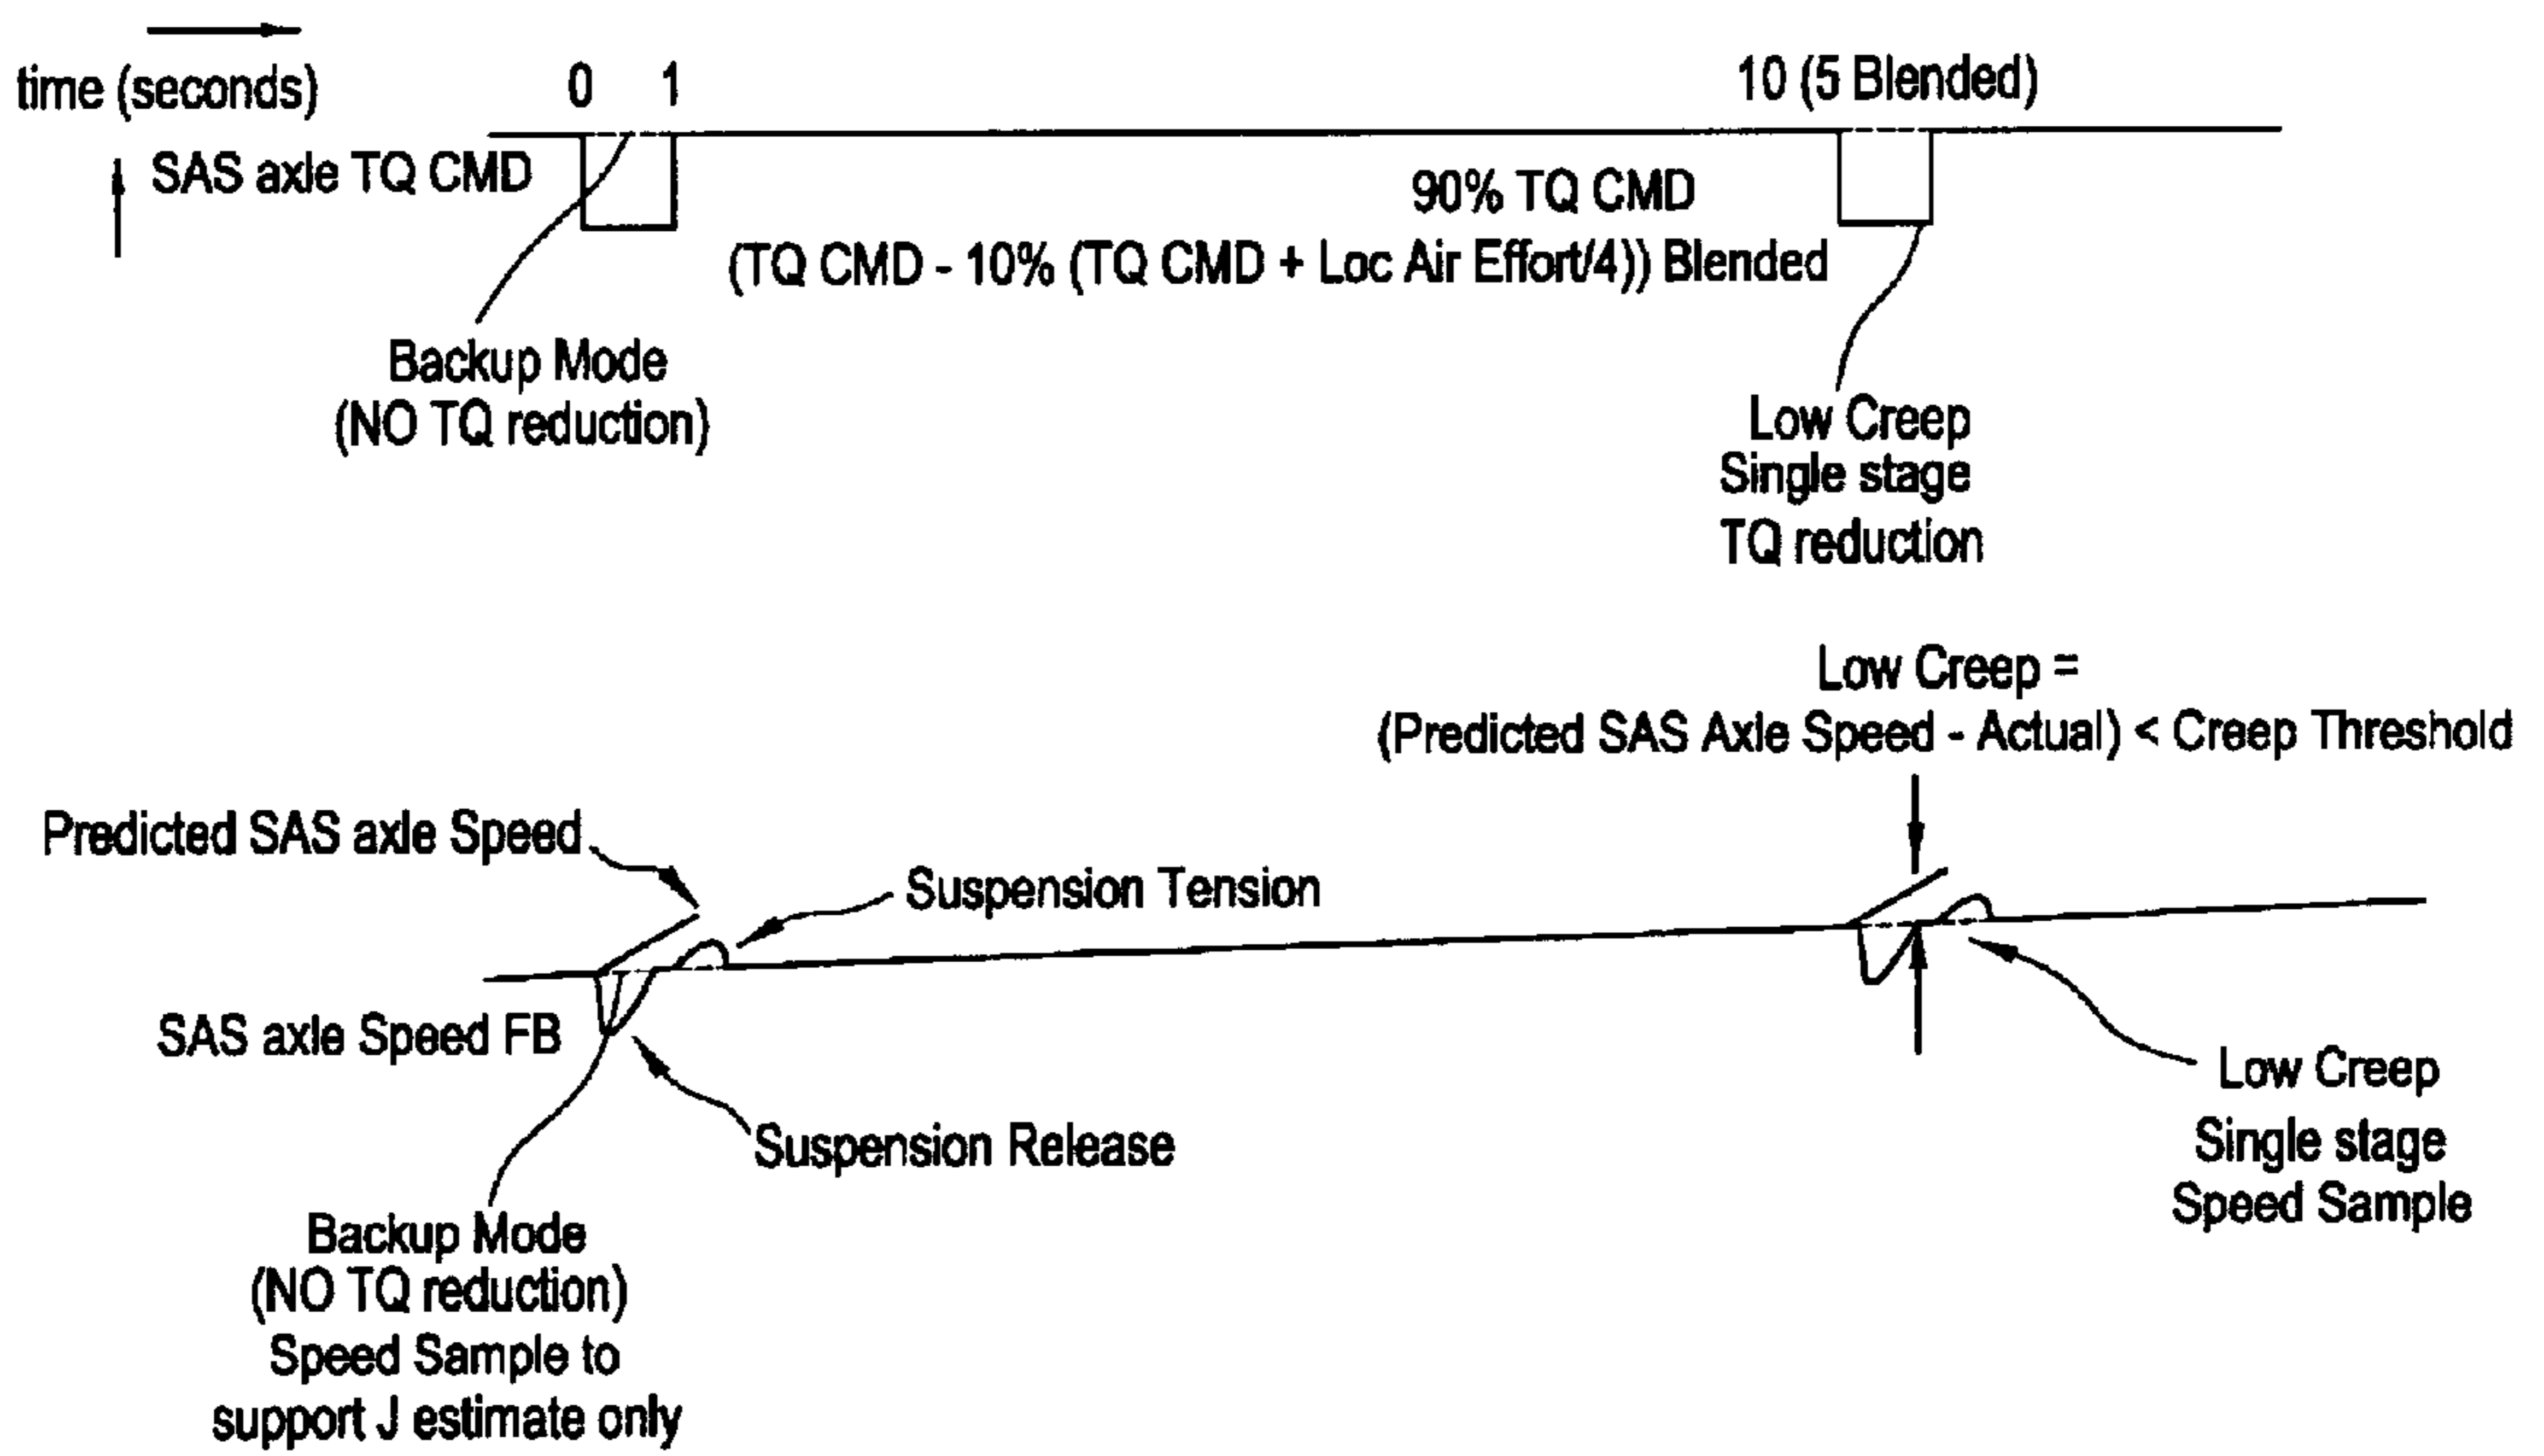 time (seconds)
0 1
10 (5 Blended)
SAS axle TQ CMD
90% TQ CMD
(TQ CMD - 10% (TQ CMD + Loc Air Effort/4)) Blended
Backup Mode
(NO TQ reduction)
Low Creep
Single stage
TQ reduction
Low Creep =
(Predicted SAS Axle Speed - Actual) < Creep Threshold
Predicted SAS axle Speed
Suspension Tension
SAS axle Speed FB
Suspension Release
Low Creep
Single stage
Speed Sample
Backup Mode
(NO TQ reduction)
Speed Sample to
support J estimate only